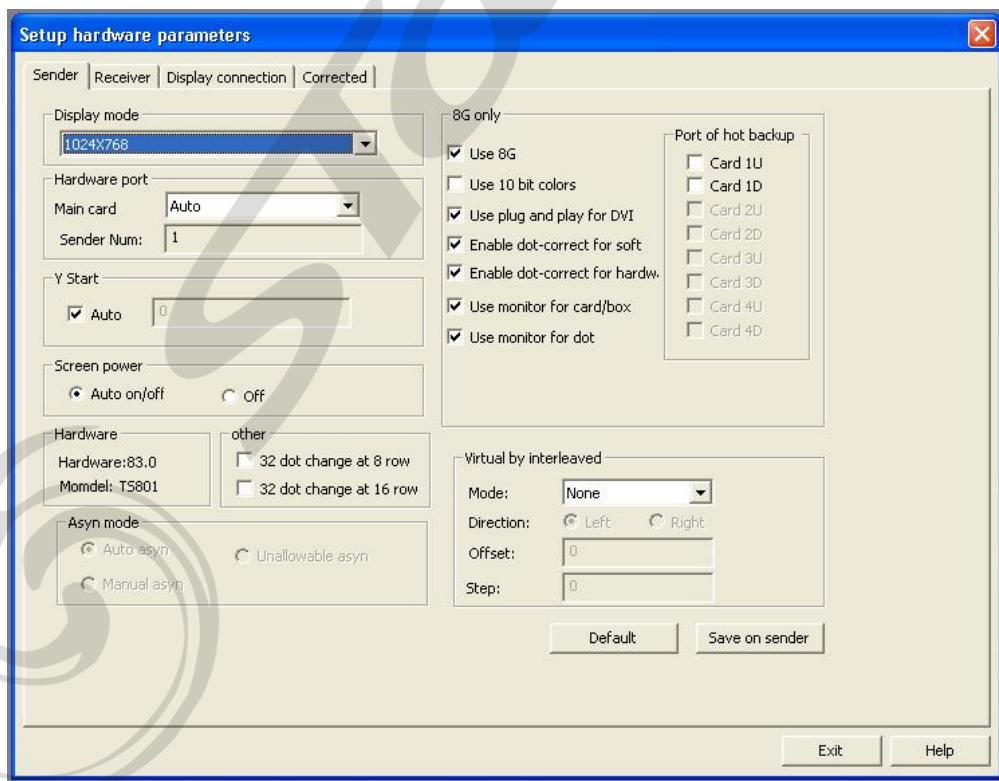 Setup hardware parameters
Sender Receiver Display connection Corrected
Display mode
1024X768
Hardware port
Main card Auto
Sender Num: 1
Y Start
Auto 0
Screen power
Auto on/off Off
Hardware
Hardware:83.0
Momdel: TS801
other
32 dot change at 8 row
32 dot change at 16 row
Asyn mode
Auto asyn Unallowable asyn
Manual asyn
8G only
Use 8G
Use 10 bit colors
Use plug and play for DVI
Enable dot-correct for soft
Enable dot-correct for hardw
Use monitor for card/box
Use monitor for dot
Port of hot backup
Card 1U
Card 1D
Card 2U
Card 2D
Card 3U
Card 3D
Card 4U
Card 4D
Virtual by interleaved
Mode: None
Direction: Left Right
Offset: 0
Step: 0
Default Save on sender
Exit Help